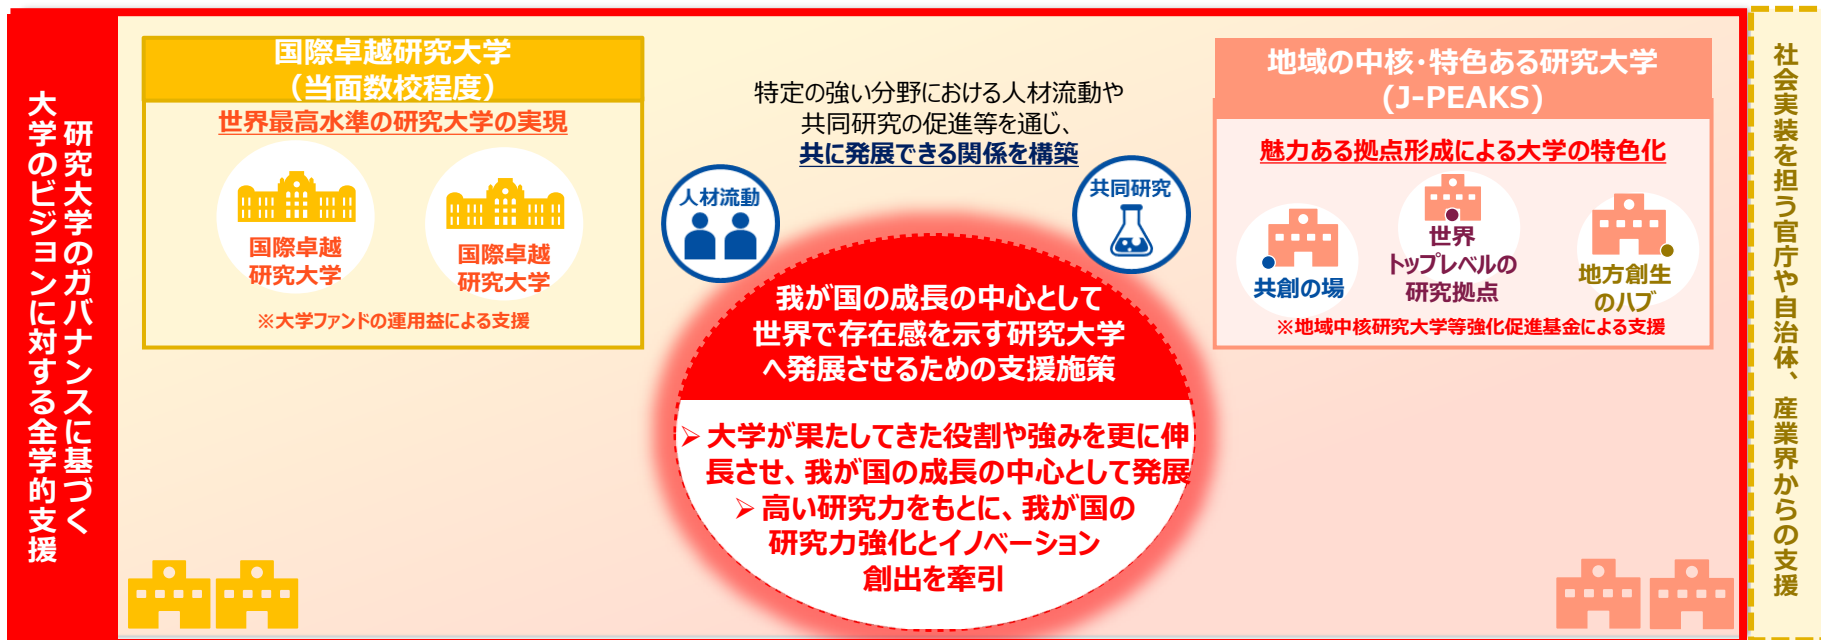 研究大学のガバナンスに基づく
大学のビジョンに対する全学的支援
国際卓越研究大学
（当面数校程度）
世界最高水準の研究大学の実現
国際卓越
研究大学
国際卓越
研究大学
※大学ファンドの運用益による支援
特定の強い分野における人材流動や
共同研究の促進等を通じ、
共に発展できる関係を構築
人材流動
共同研究
我が国の成長の中心として
世界で存在感を示す研究大学
へ発展させるための支援施策
➢ 大学が果たしてきた役割や強みを更に伸
長させ、我が国の成長の中心として発展
➢ 高い研究力をもとに、我が国の
研究力強化とイノベーション
創出を牽引
地域の中核・特色ある研究大学
(J-PEAKS)
魅力ある拠点形成による大学の特色化
共創の場
世界
トップレベルの
研究拠点
地方創生
のハブ
※地域中核研究大学等強化促進基金による支援
社会実装を担う官庁や自治体、産業界からの支援